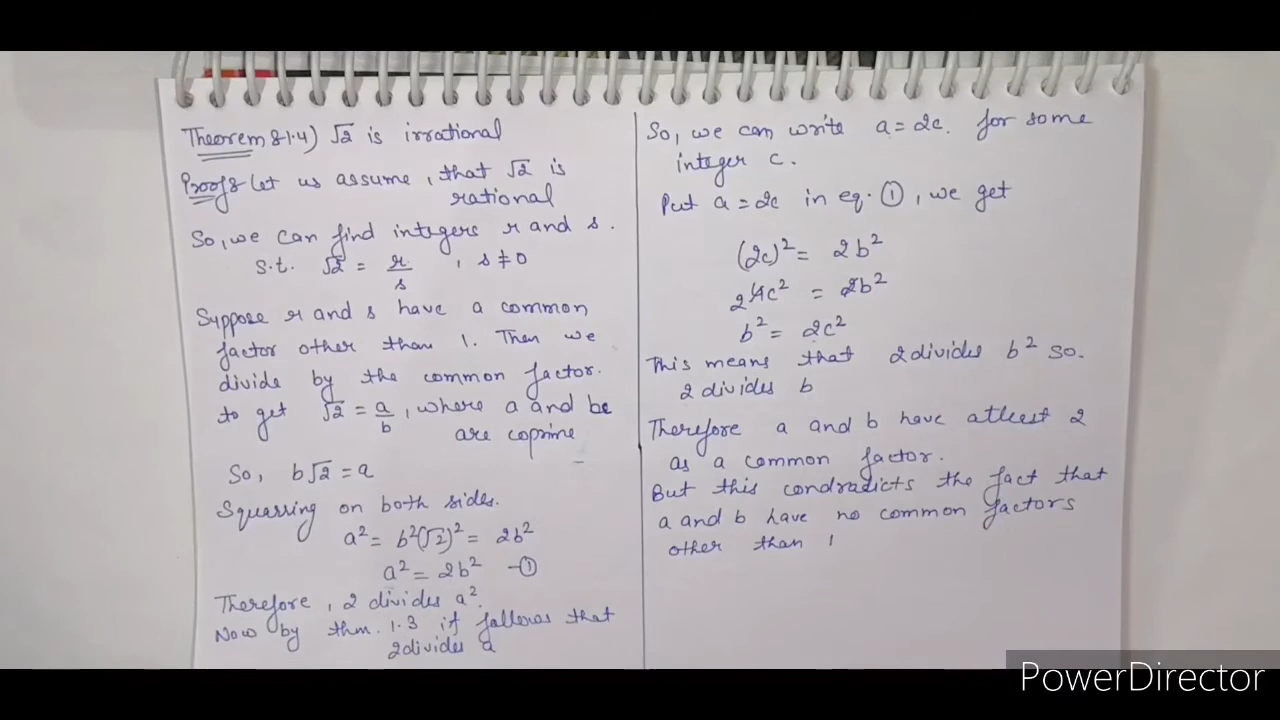 Theorem 8 1.4) √2 is irrational
Proof 8 Let us assume, that √2 is
rational
So, we can find integers r and s.
s.t. √2 = r/s , s ≠ 0
Suppose r and s have a common
factor other than 1. Then we
divide by the common factor.
to get √2 = a/b, where a and be
are coprime
So, b√2 = a
Squarring on both sides.
a² = b²(√2)² = 2b²
a² = 2b² -①
Therefore, 2 divides a².
Now by thm. 1.3 it follows that
2 divides a
So, we can write a = 2c. for some
integer c.
Put a = 2c in eq. ①, we get
(2c)² = 2b²
2 4c² = 2b²
b² = 2c²
This means that 2 divides b² so.
2 divides b
Therefore a and b have atleest 2
as a common factor.
But this condradicts the fact that
a and b have no common factors
other than 1
PowerDirector